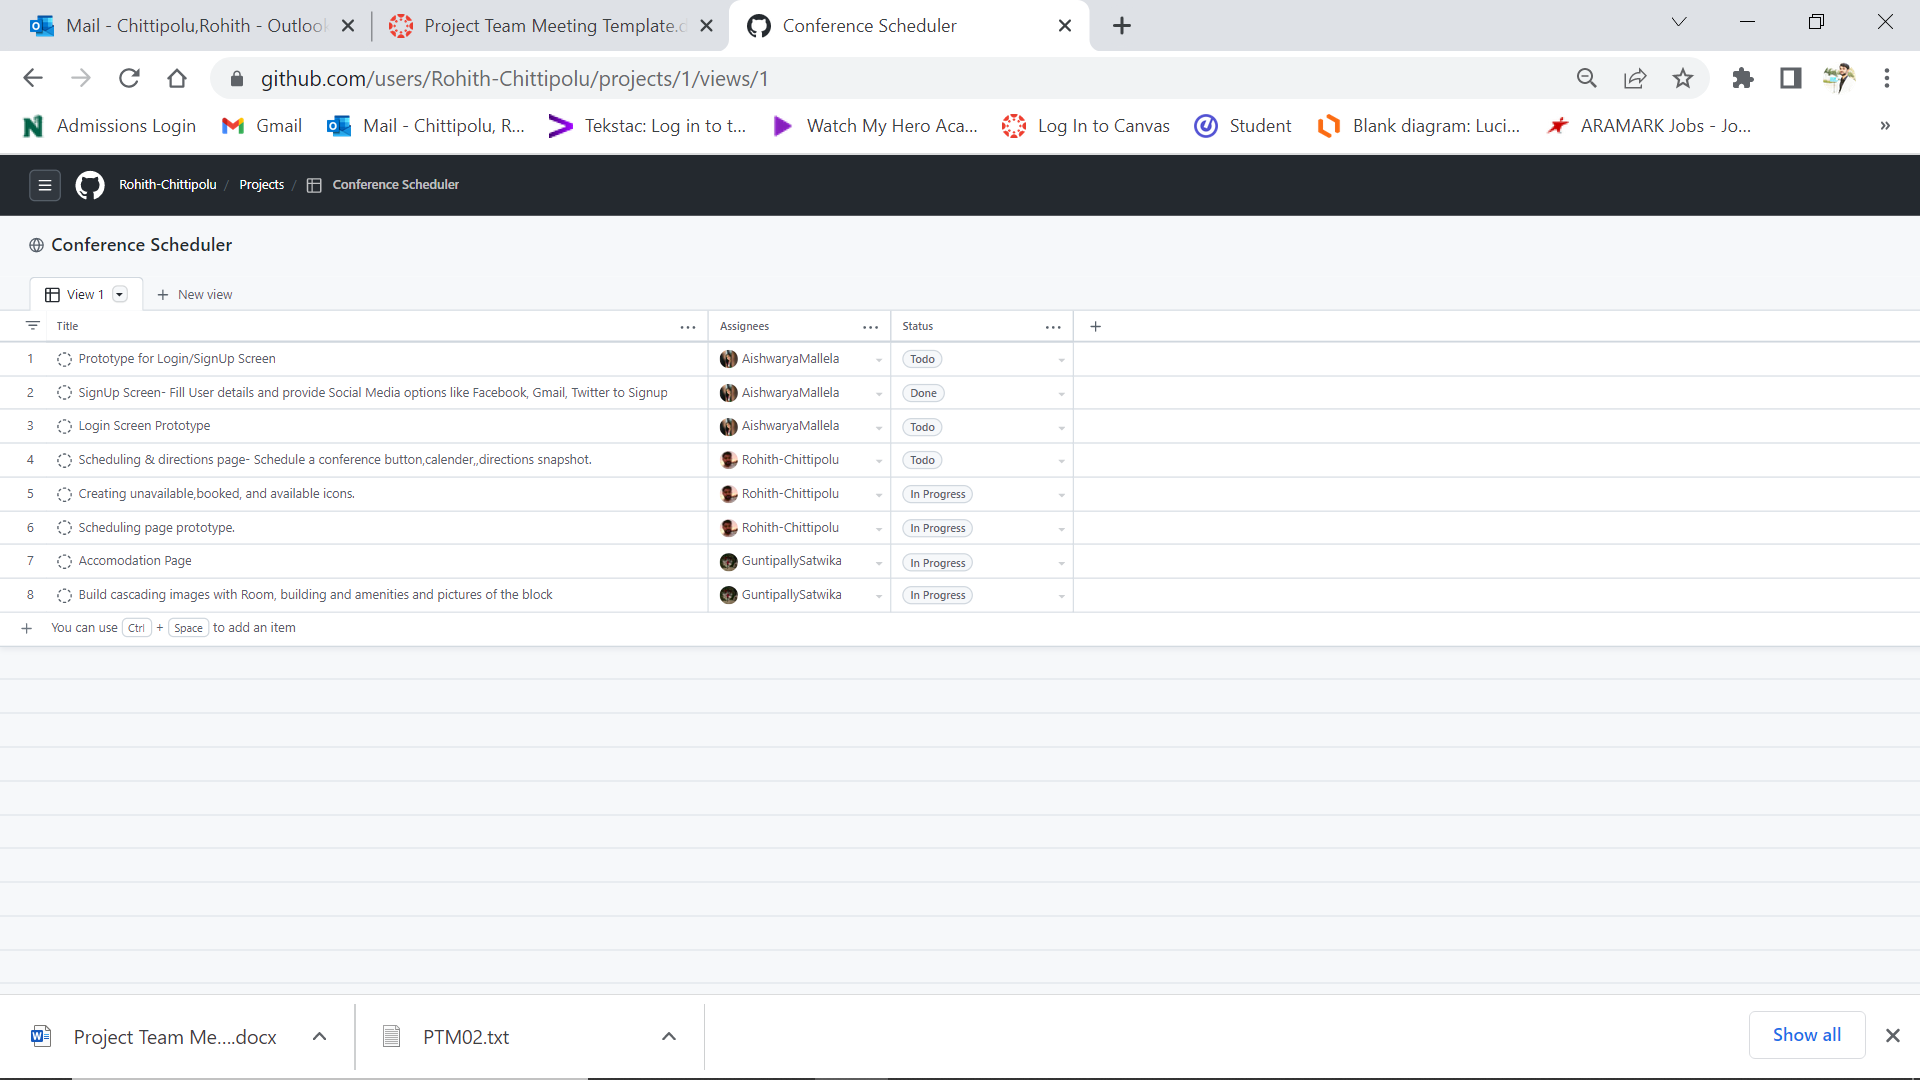 Mail - Chittipolu,Rohith - Outlook
Project Team Meeting Template.d
Conference Scheduler
github.com/users/Rohith-Chittipolu/projects/1/views/1
Admissions Login
Gmail
Mail - Chittipolu, R...
Tekstac: Log in to t...
Watch My Hero Aca...
Log In to Canvas
Student
Blank diagram: Luci...
ARAMARK Jobs - Jo...
»
Rohith-Chittipolu / Projects / Conference Scheduler
Conference Scheduler
View 1
New view
Title Assignees Status
1 Prototype for Login/SignUp Screen AishwaryaMallela Todo
2 SignUp Screen- Fill User details and provide Social Media options like Facebook, Gmail, Twitter to Signup AishwaryaMallela Done
3 Login Screen Prototype AishwaryaMallela Todo
4 Scheduling & directions page- Schedule a conference button,calender,,directions snapshot. Rohith-Chittipolu Todo
5 Creating unavailable,booked, and available icons. Rohith-Chittipolu In Progress
6 Scheduling page prototype. Rohith-Chittipolu In Progress
7 Accomodation Page GuntipallySatwika In Progress
8 Build cascading images with Room, building and amenities and pictures of the block GuntipallySatwika In Progress
You can use Ctrl + Space to add an item
Project Team Me....docx
PTM02.txt
Show all